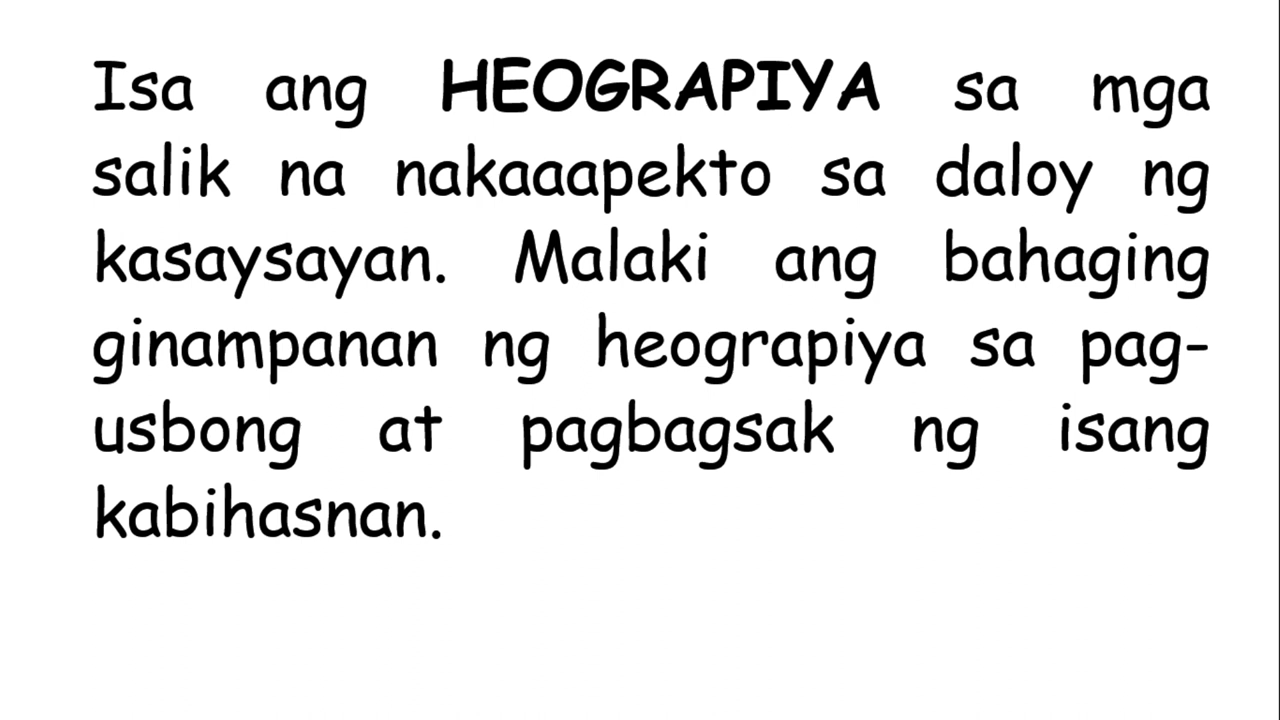 Isa ang HEOGRAPIYA sa mga
salik na nakaaapekto sa daloy ng
kasaysayan. Malaki ang bahaging
ginampanan ng heograpiya sa pag-
usbong at pagbagsak ng isang
kabihasnan.